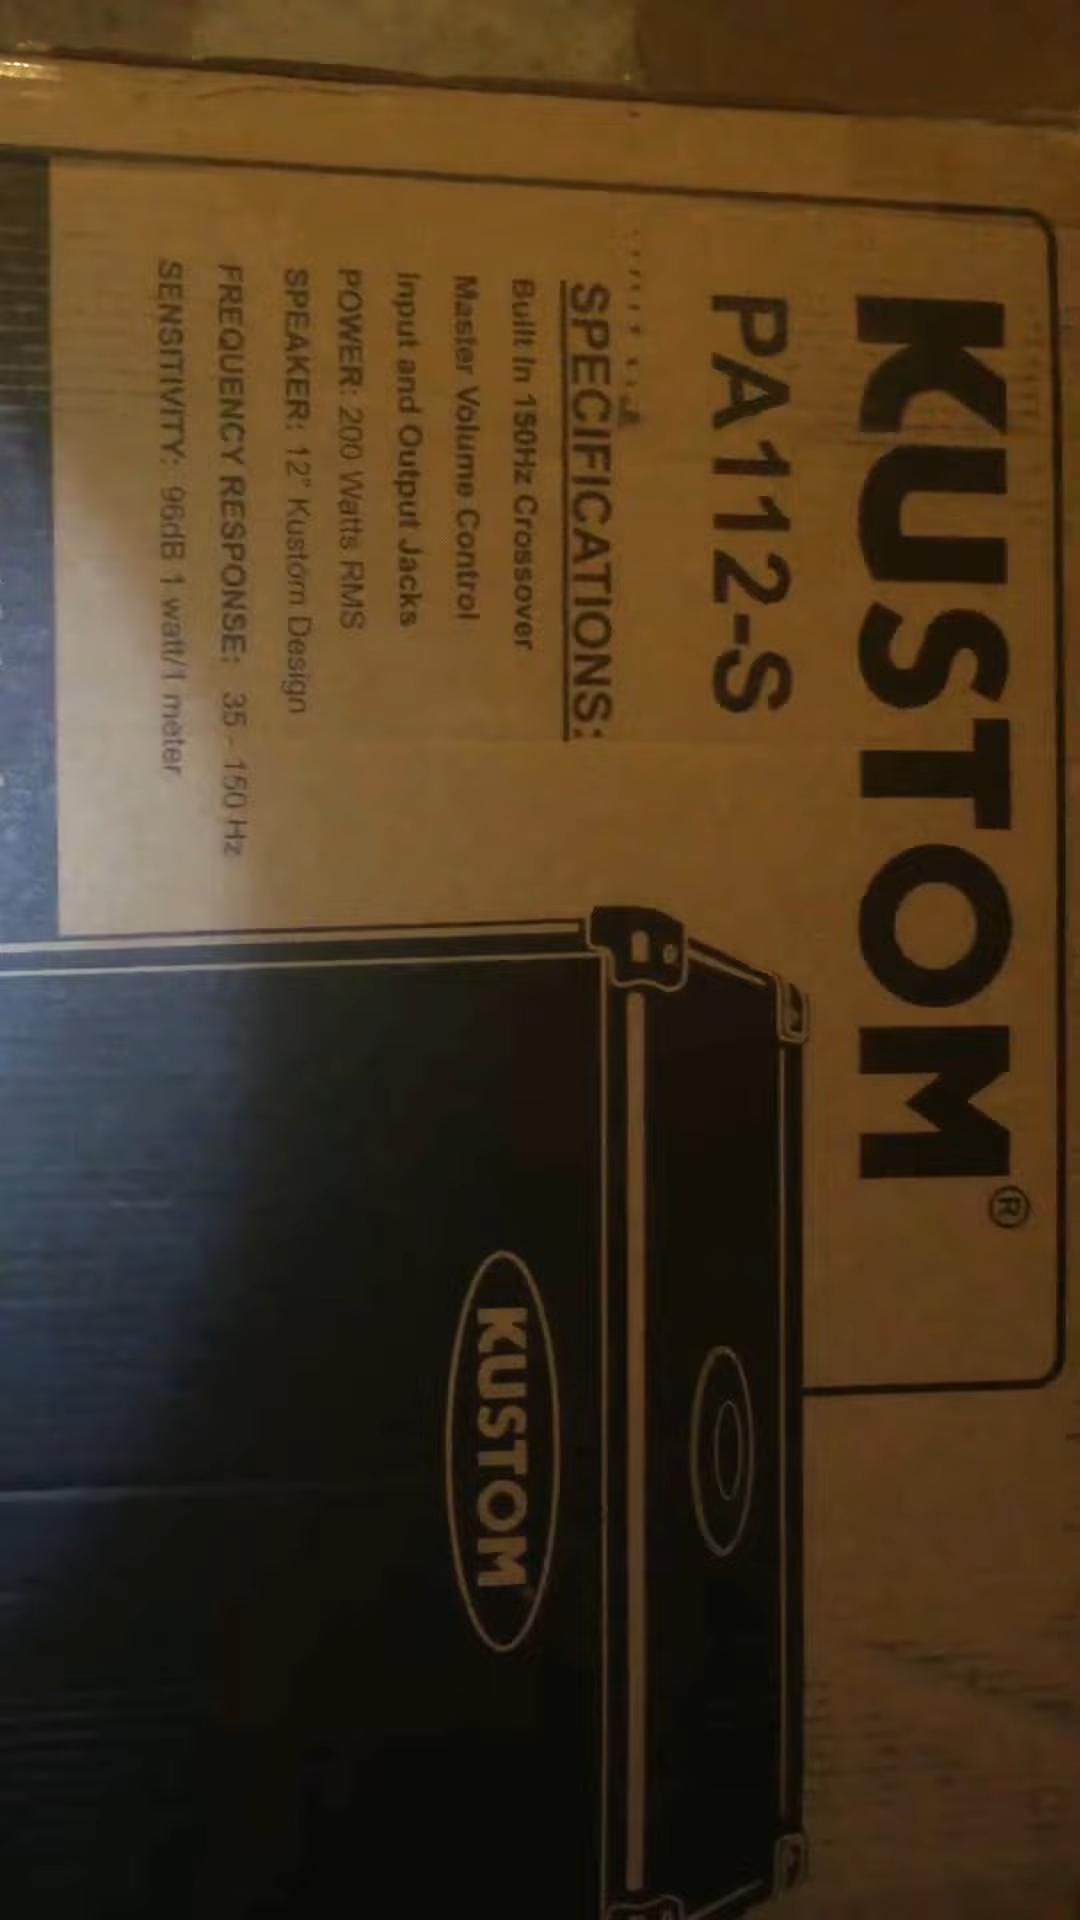 KUSTOM®
PA112-S
SPECIFICATIONS:
Built In 150Hz Crossover
Master Volume Control
Input and Output Jacks
POWER: 200 Watts RMS
SPEAKER: 12" Kustom Design
FREQUENCY RESPONSE: 35 - 150 Hz
SENSITIVITY: 96dB 1 watt/1 meter
KUSTOM